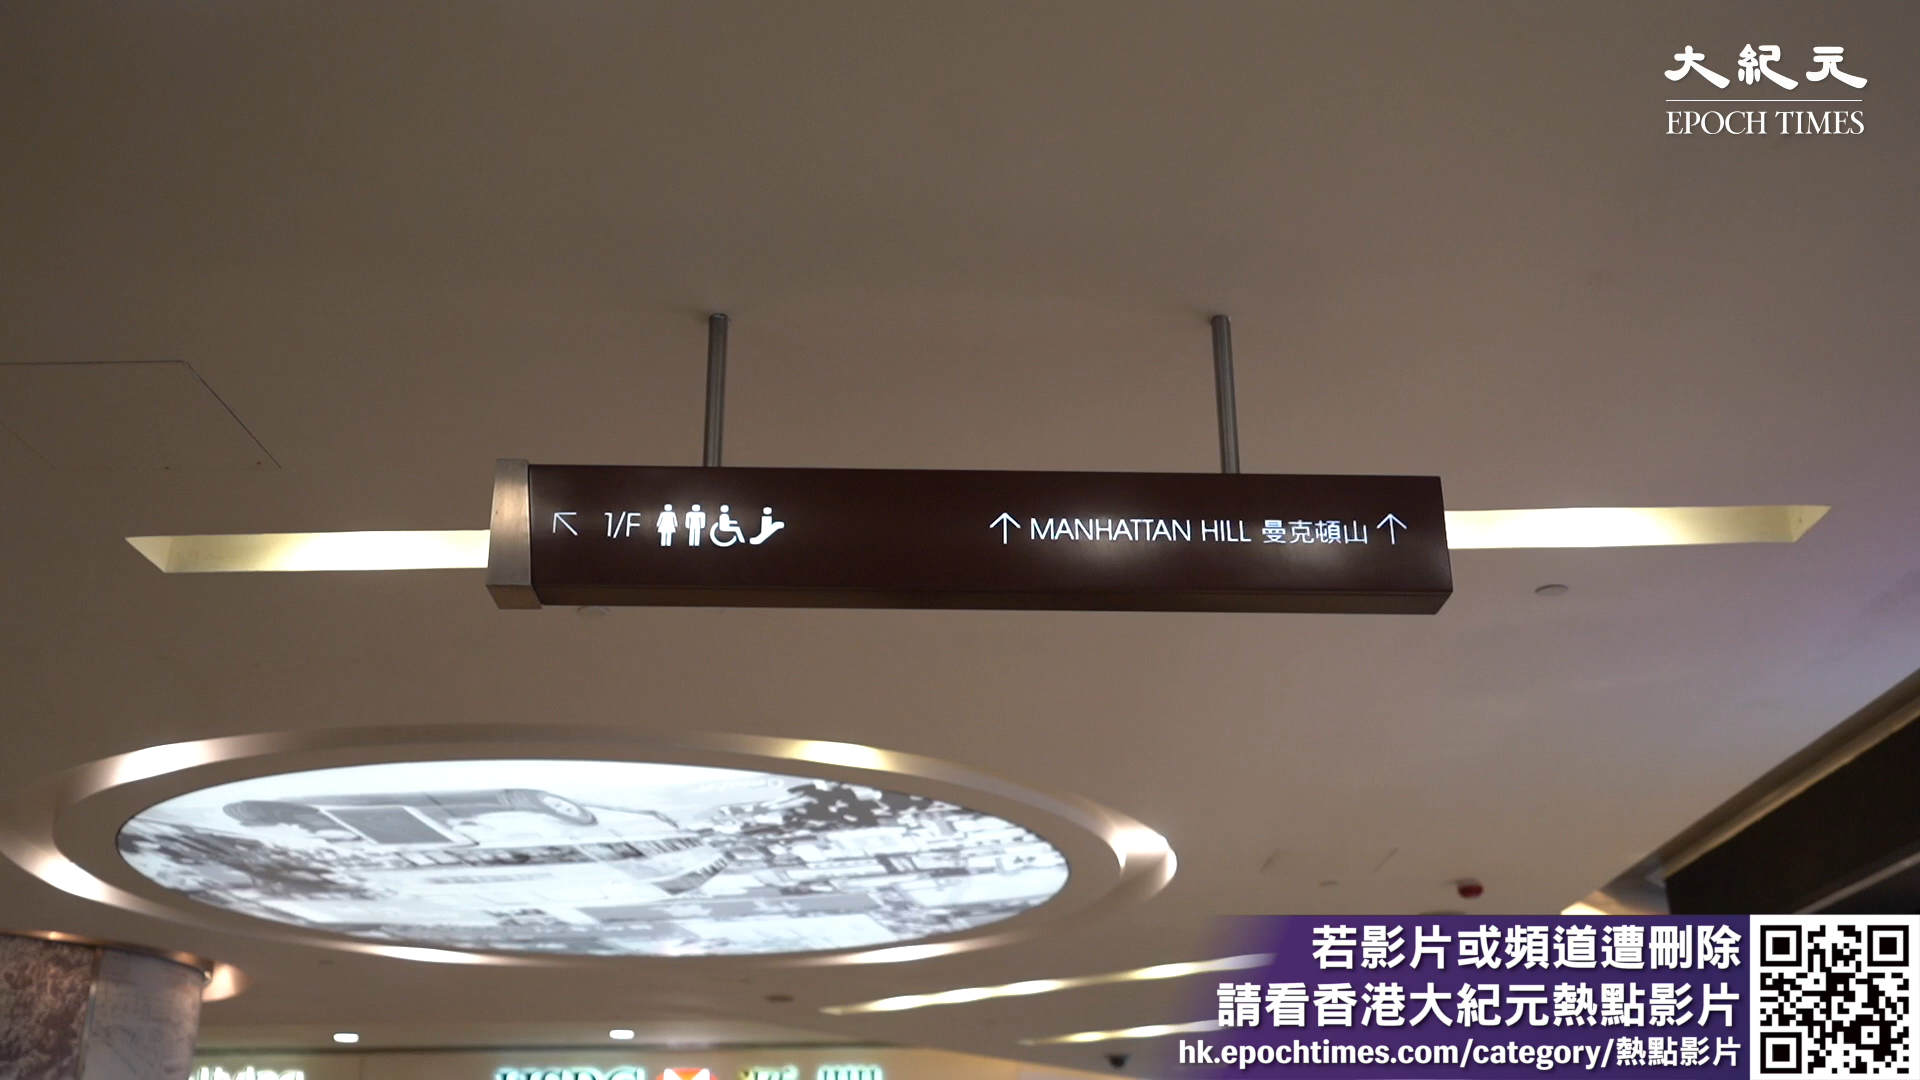 大紀元
EPOCH TIMES
1/F
MANHATTAN HILL 曼克頓山
若影片或頻道遭刪除
請看香港大紀元熱點影片
hk.epochtimes.com/category/熱點影片